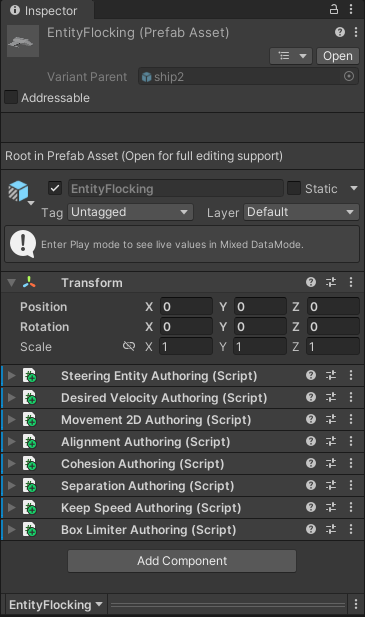 Inspector
EntityFlocking (Prefab Asset)
Open
Variant Parent ship2
Addressable
Root in Prefab Asset (Open for full editing support)
EntityFlocking Static
Tag Untagged Layer Default
Enter Play mode to see live values in Mixed DataMode.
Transform
Position X 0 Y 0 Z 0
Rotation X 0 Y 0 Z 0
Scale X 1 Y 1 Z 1
Steering Entity Authoring (Script)
Desired Velocity Authoring (Script)
Movement 2D Authoring (Script)
Alignment Authoring (Script)
Cohesion Authoring (Script)
Separation Authoring (Script)
Keep Speed Authoring (Script)
Box Limiter Authoring (Script)
Add Component
EntityFlocking